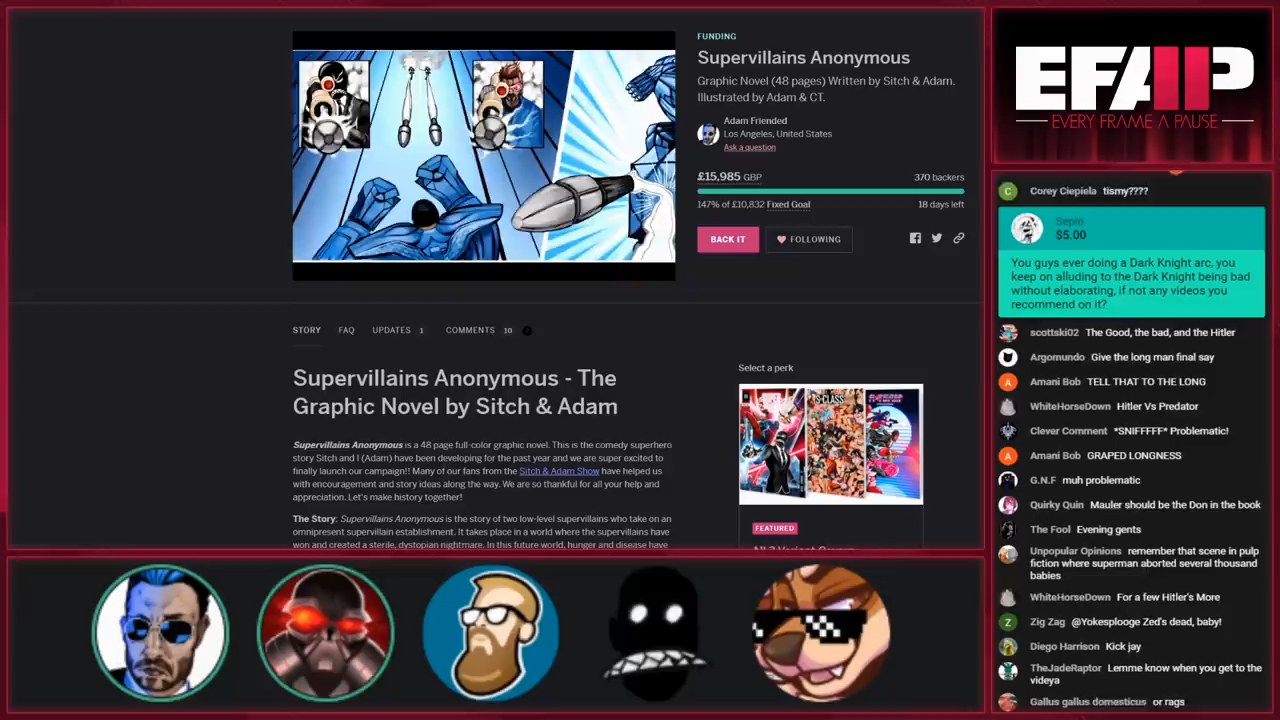 FUNDING
Supervillains Anonymous
Graphic Novel (48 pages) Written by Sitch & Adam.
Illustrated by Adam & CT.
Adam Friended
Los Angeles, United States
Ask a question
£15,985 GBP
370 backers
147% of £10,832 Fixed Goal
18 days left
BACK IT
FOLLOWING
STORY
FAQ
UPDATES 1
COMMENTS 10
?
Supervillains Anonymous - The
Graphic Novel by Sitch & Adam
Supervillains Anonymous is a 48 page full-color graphic novel. This is the comedy superhero
story Sitch and I (Adam) have been developing for the past year and we are super excited to
finally launch our campaign!! Many of our fans from the Sitch & Adam Show have helped us
with encouragement and story ideas along the way. We are so thankful for all your help and
appreciation. Let's make history together!
The Story: Supervillains Anonymous is the story of two low-level supervillains who take on an
omnipresent supervillain establishment. It takes place in a world where the supervillains have
won and created a sterile, dystopian nightmare. In this future world, hunger and disease have
Select a perk
S-CLASS
FEATURED
EFAP
EVERY FRAME A PAUSE
C
Corey Ciepiela tismy????
Sepin
$5.00
You guys ever doing a Dark Knight arc, you
keep on alluding to the Dark Knight being bad
without elaborating, if not any videos you
recommend on it?
scottski02 The Good, the bad, and the Hitler
Argomundo Give the long man final say
A
Amani Bob TELL THAT TO THE LONG
WhiteHorseDown Hitler Vs Predator
Clever Comment *SNIFFFFF* Problematic!
A
Amani Bob GRAPED LONGNESS
G.N.F muh problematic
Quirky Quin Mauler should be the Don in the book
The Fool Evening gents
Unpopular Opinions remember that scene in pulp
fiction where superman aborted several thousand
babies
WhiteHorseDown For a few Hitler's More
Z
Zig Zag @Yokesplooge Zed's dead, baby!
Diego Harrison Kick jay
TheJadeRaptor Lemme know when you get to the
videya
Gallus gallus domesticus or rags